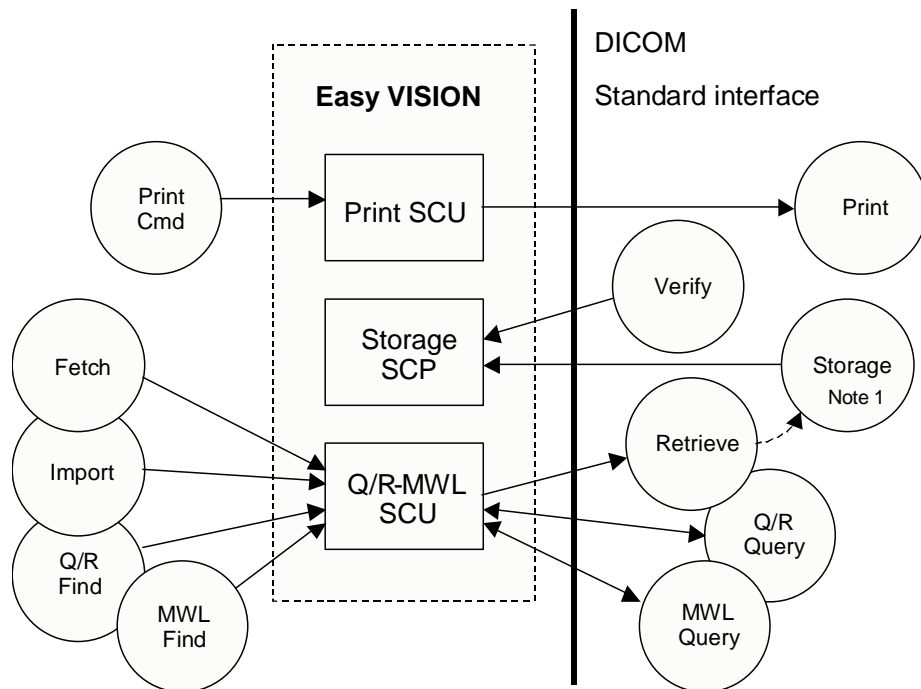 DICOM
Standard interface
Easy VISION
Print
Cmd
Print SCU
Print
Verify
Storage
SCP
Fetch
Storage
Note 1
Retrieve
Import
Q/R-MWL
SCU
Q/R
Query
Q/R
Find
MWL
Find
MWL
Query